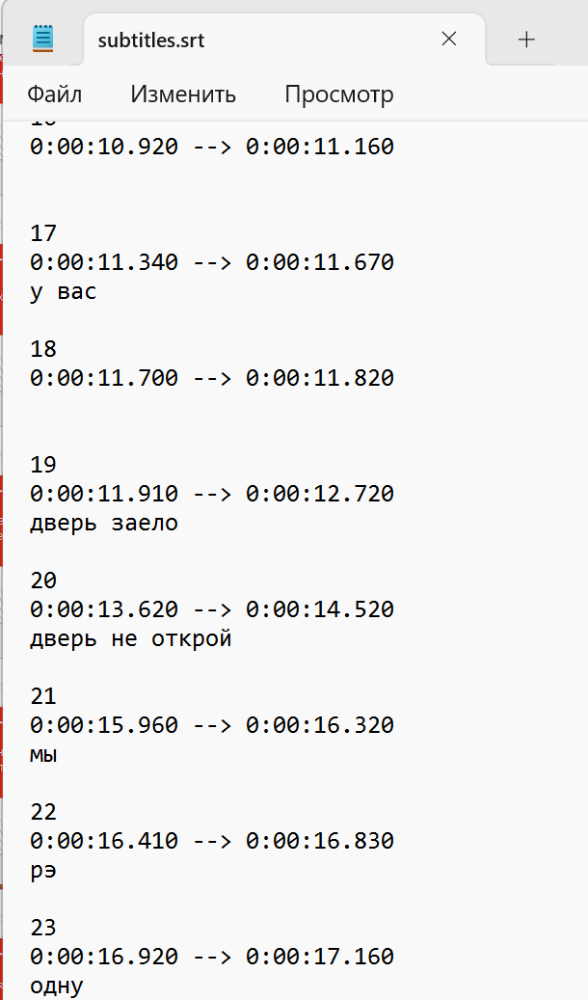 subtitles.srt
Файл Изменить Просмотр
0:00:10.920 --> 0:00:11.160
17
0:00:11.340 --> 0:00:11.670
у вас
18
0:00:11.700 --> 0:00:11.820
19
0:00:11.910 --> 0:00:12.720
дверь заело
20
0:00:13.620 --> 0:00:14.520
дверь не открой
21
0:00:15.960 --> 0:00:16.320
мы
22
0:00:16.410 --> 0:00:16.830
рэ
23
0:00:16.920 --> 0:00:17.160
одну